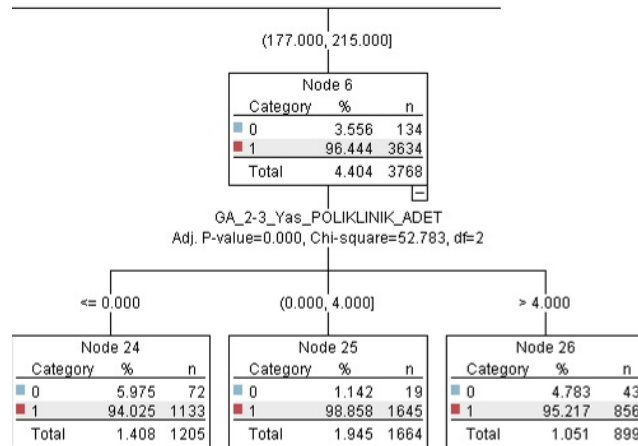 (177.000, 215.000]
Node 6
Category % n
0 3.556 134
1 96.444 3634
Total 4.404 3768
GA_2-3_Yas_POLIKLINIK_ADET
Adj. P-value=0.000, Chi-square=52.783, df=2
<= 0.000
(0.000, 4.000]
> 4.000
Node 24
Category % n
0 5.975 72
1 94.025 1133
Total 1.408 1205
Node 25
Category % n
0 1.142 19
1 98.858 1645
Total 1.945 1664
Node 26
Category % n
0 4.783 43
1 95.217 856
Total 1.051 899